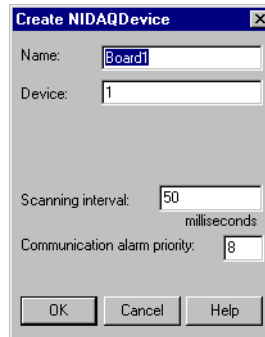 Create NIDAQDevice
Name: Board1
Device: 1
Scanning interval: 50
milliseconds
Communication alarm priority: 8
OK Cancel Help